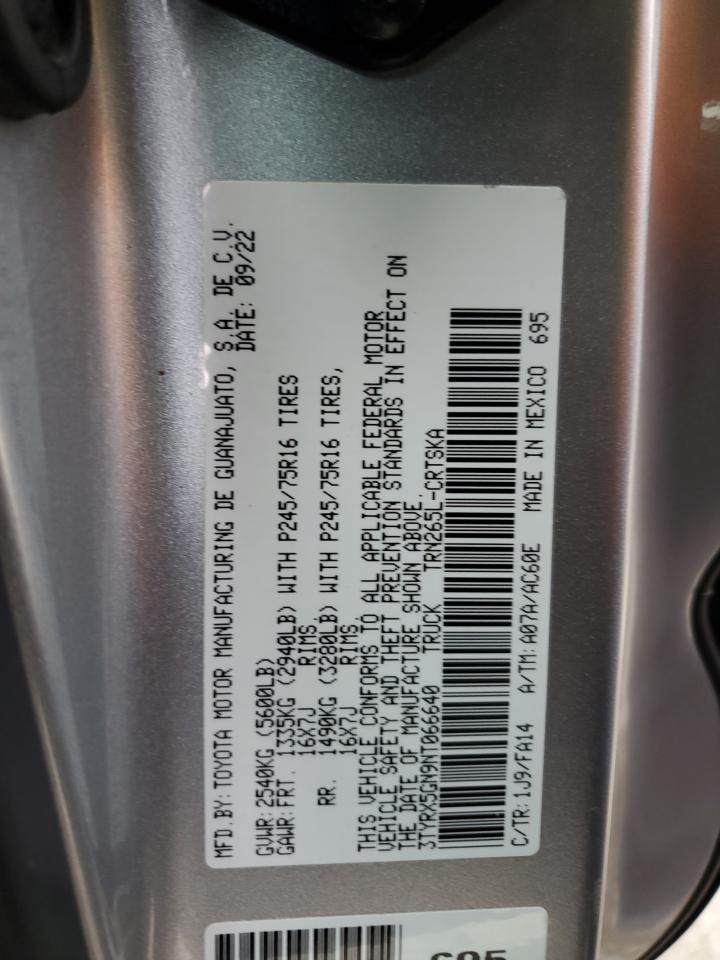 MFD.BY:TOYOTA MOTOR MANUFACTURING DE GUANAJUATO, S.A. DE C.V.
DATE: 09/22
GVWR:2540KG (5600LB)
GAWR:FRT. 1335KG (2940LB) WITH P245/75R16 TIRES
16X7J RIMS
RR. 1490KG (3280LB) WITH P245/75R16 TIRES,
16X7J RIMS
THIS VEHICLE CONFORMS TO ALL APPLICABLE FEDERAL MOTOR
VEHICLE SAFETY AND THEFT PREVENTION STANDARDS IN EFFECT ON
THE DATE OF MANUFACTURE SHOWN ABOVE.
3TYRX5GN9NT066640 TRUCK TRN265L-CRTSKA
C/TR:1J9/FA14 A/TM:A07A/AC60E MADE IN MEXICO 695